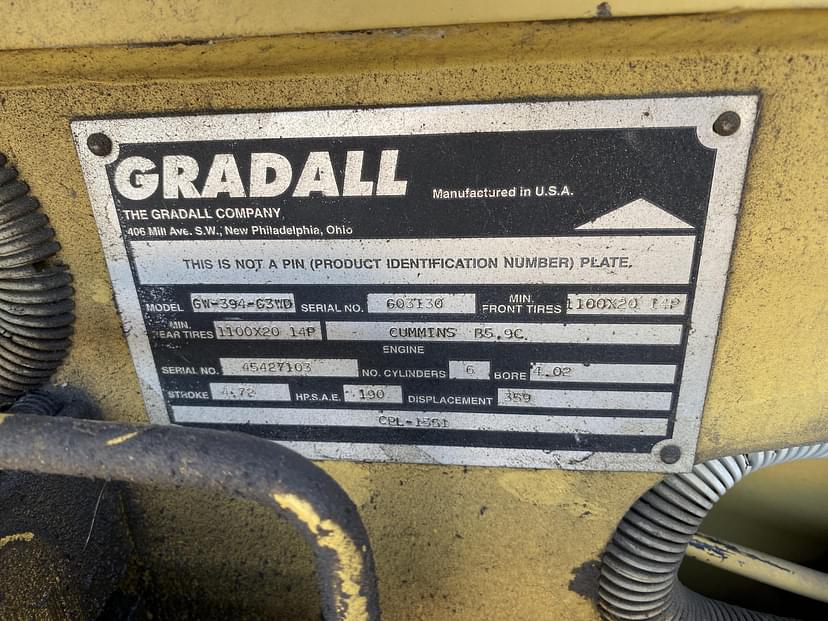 GRADALL
Manufactured in U.S.A.
THE GRADALL COMPANY
406 Mill Ave. S.W., New Philadelphia, Ohio
THIS IS NOT A PIN (PRODUCT IDENTIFICATION NUMBER) PLATE.
MODEL GW-394-G3WD SERIAL NO. 603130 MIN. FRONT TIRES 1100X20 14P
MIN. REAR TIRES 1100X20 14P CUMMINS B5.9C
ENGINE
SERIAL NO. 45427103 NO. CYLINDERS 6 BORE 4.02
STROKE 4.72 HP.S.A.E. 190 DISPLACEMENT 359